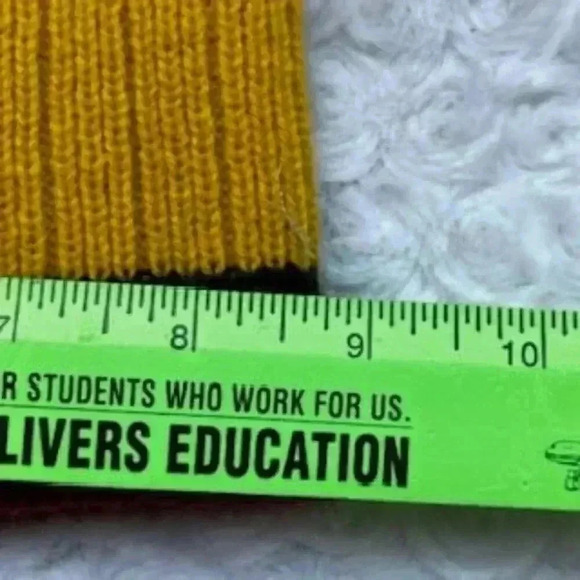 7 8 9 10
R STUDENTS WHO WORK FOR US.
LIVERS EDUCATION